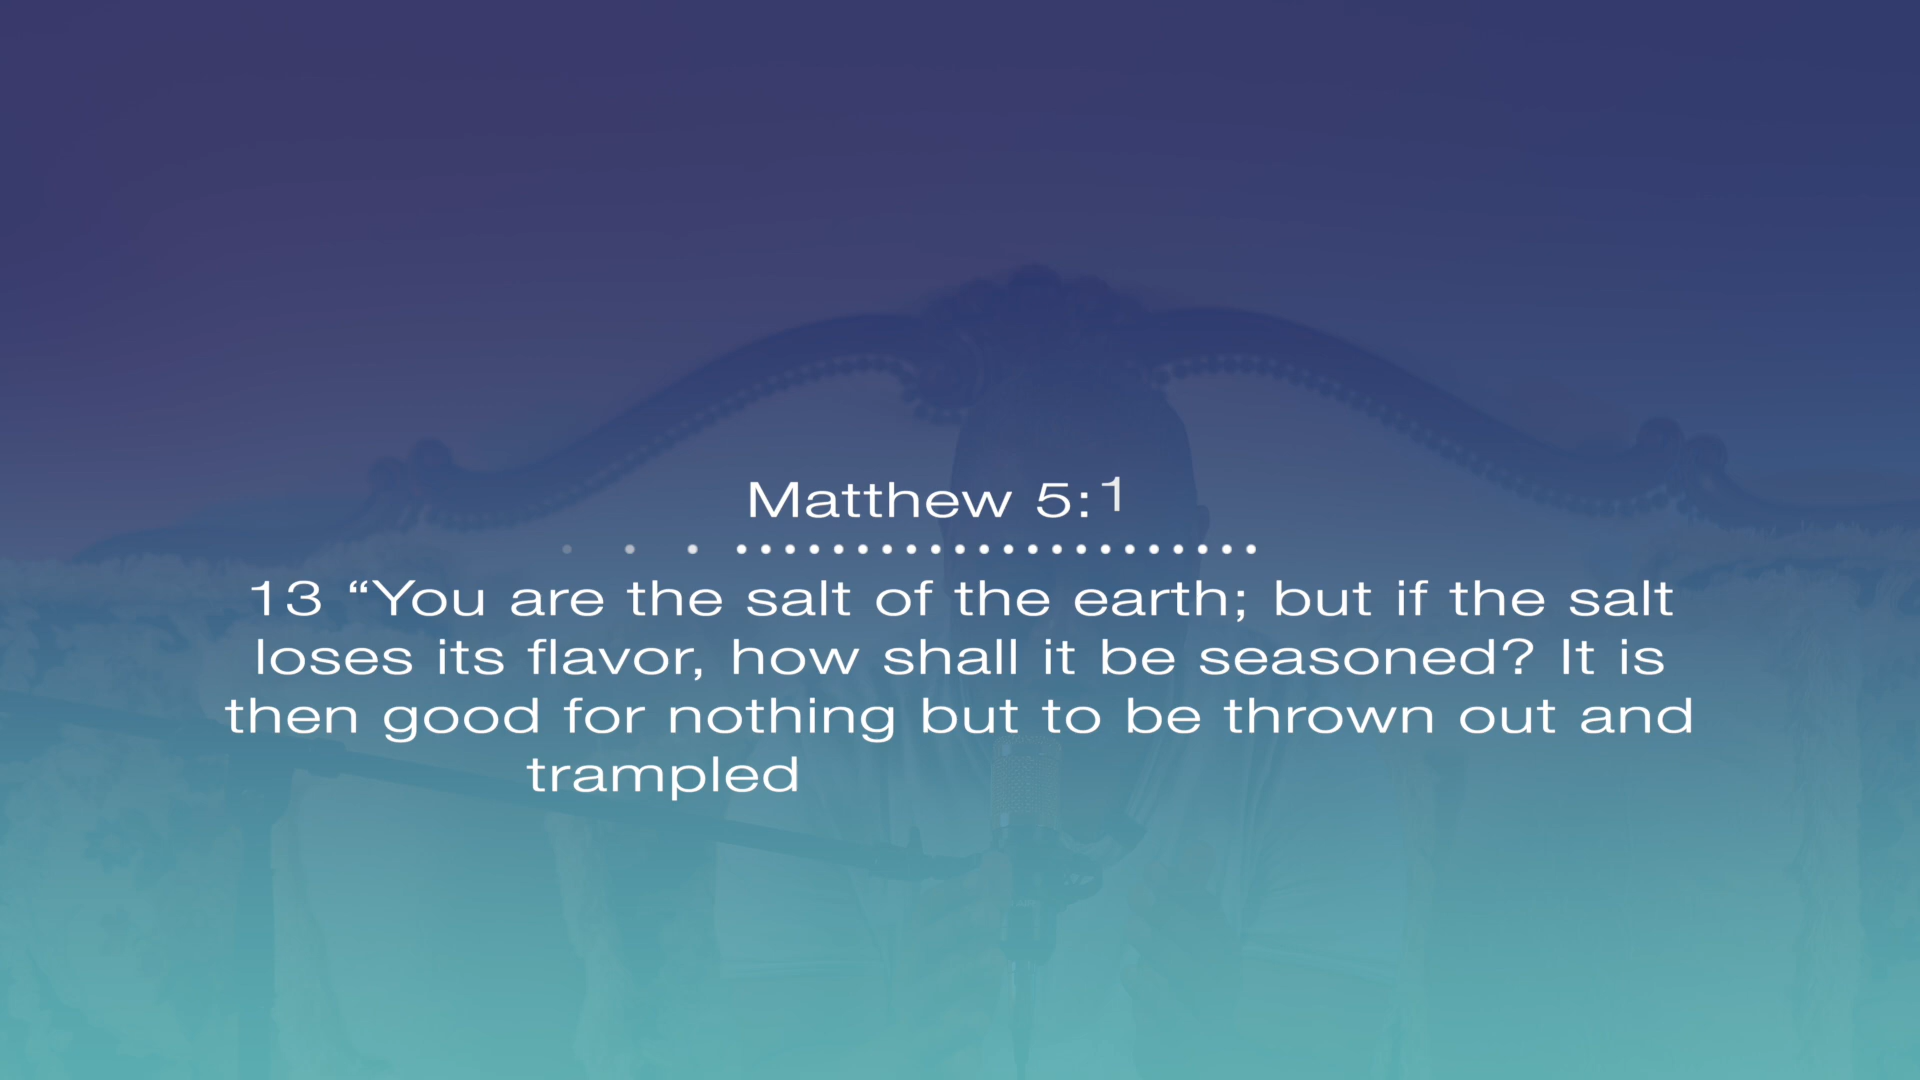 Matthew 5:1
13 “You are the salt of the earth; but if the salt
loses its flavor, how shall it be seasoned? It is
then good for nothing but to be thrown out and
trampled